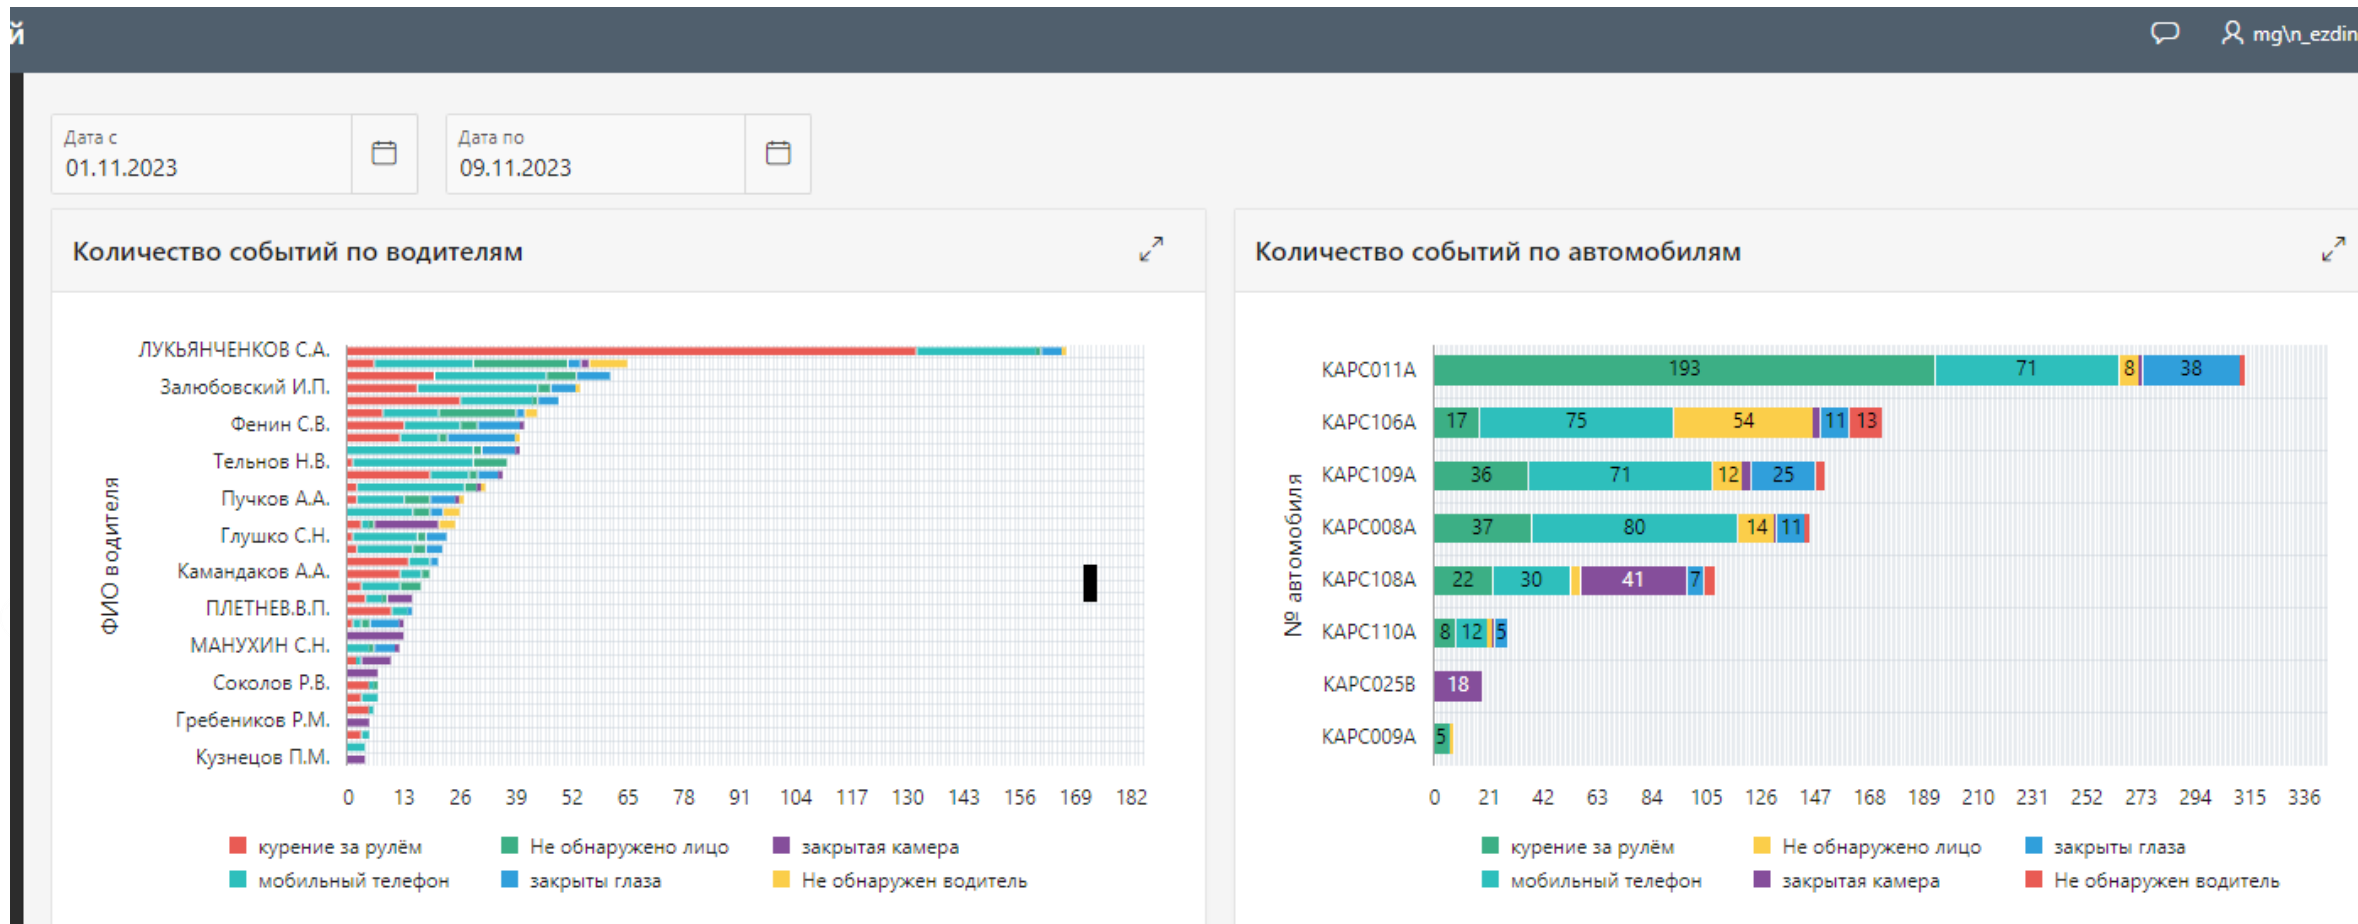 й
mg\n_ezdin
Дата с
01.11.2023
Дата по
09.11.2023
Количество событий по водителям
ФИО водителя
ЛУКЬЯНЧЕНКОВ С.А.
Залюбовский И.П.
Фенин С.В.
Тельнов Н.В.
Пучков А.А.
Глушко С.Н.
Камандаков А.А.
ПЛЕТНЕВ.В.П.
МАНУХИН С.Н.
Соколов Р.В.
Гребеников Р.М.
Кузнецов П.М.
0 13 26 39 52 65 78 91 104 117 130 143 156 169 182
курение за рулём Не обнаружено лицо закрытая камера
мобильный телефон закрыты глаза Не обнаружен водитель
Количество событий по автомобилям
№ автомобиля
КАРС011А 193 71 8 38
КАРС106А 17 75 54 11 13
КАРС109А 36 71 12 25
КАРС008А 37 80 14 11
КАРС108А 22 30 41 7
КАРС110А 8 12 5
КАРС025В 18
КАРС009А 5
0 21 42 63 84 105 126 147 168 189 210 231 252 273 294 315 336
курение за рулём Не обнаружено лицо закрыты глаза
мобильный телефон закрытая камера Не обнаружен водитель